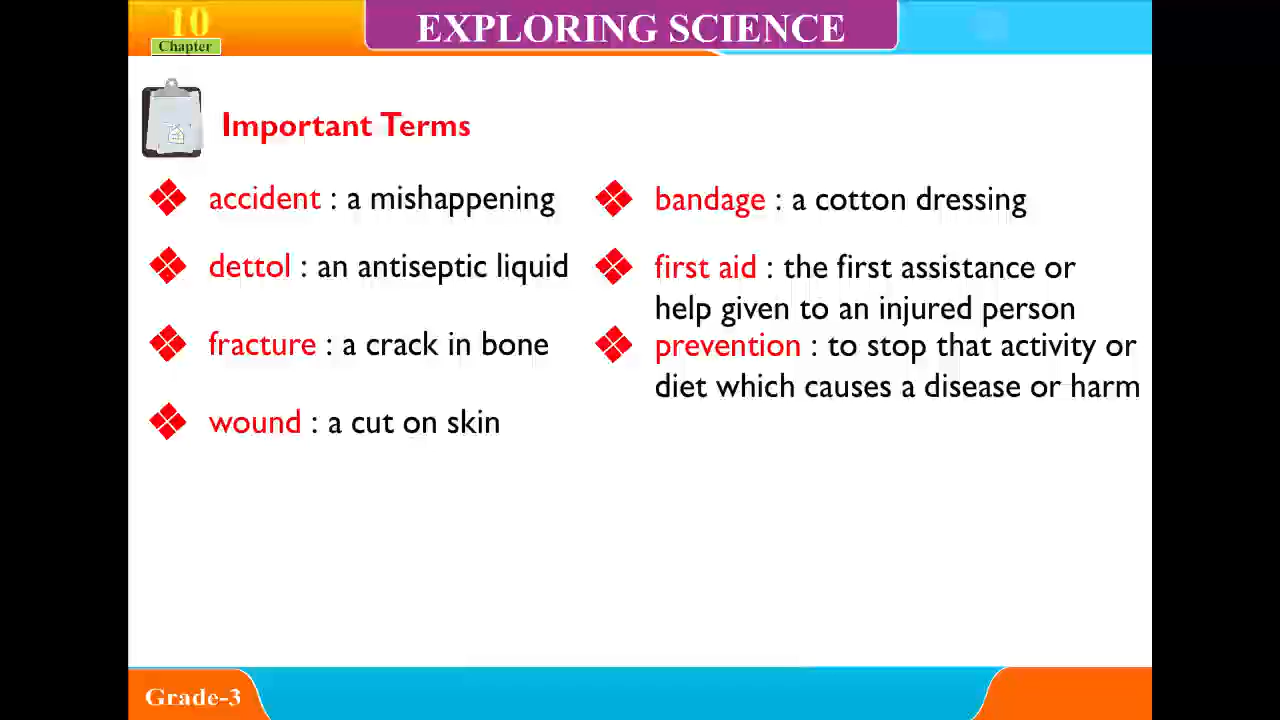 10
Chapter
EXPLORING SCIENCE
Important Terms
accident : a mishappening
dettol : an antiseptic liquid
fracture : a crack in bone
wound : a cut on skin
bandage : a cotton dressing
first aid : the first assistance or
help given to an injured person
prevention : to stop that activity or
diet which causes a disease or harm
Grade-3